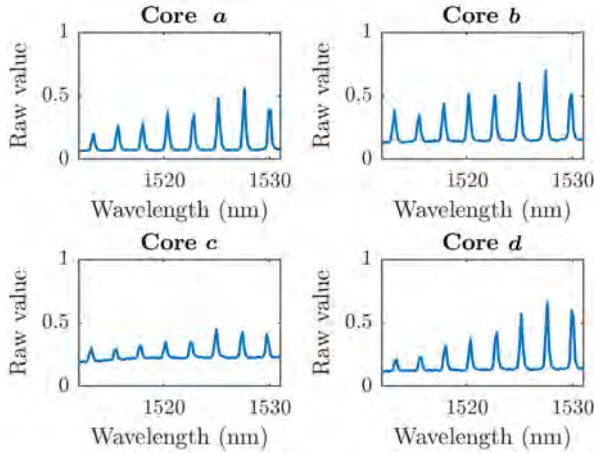 Core a
Core b
1
0.5
0
Raw value
1520
1530
Wavelength (nm)
1
0.5
0
Raw value
1520
1530
Wavelength (nm)
Core c
Core d
1
0.5
0
Raw value
1520
1530
Wavelength (nm)
1
0.5
0
Raw value
1520
1530
Wavelength (nm)